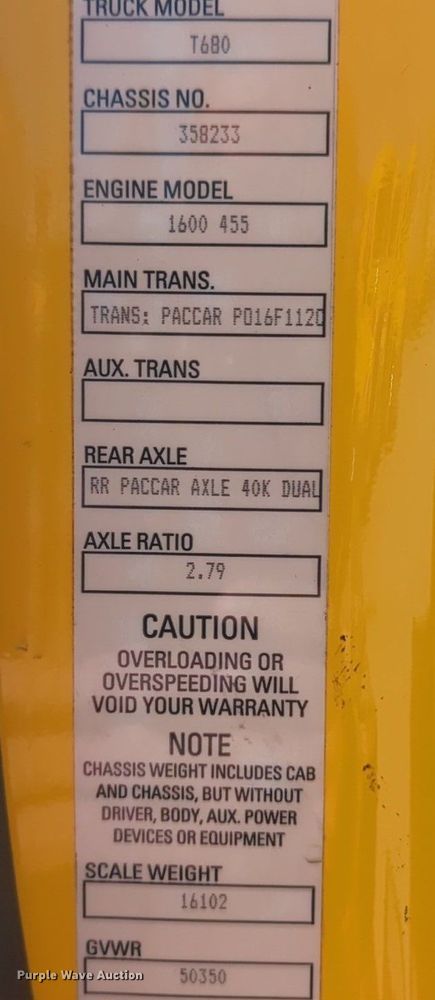 TRUCK MODEL
T680
CHASSIS NO.
358233
ENGINE MODEL
1600 455
MAIN TRANS.
TRANS: PACCAR PO16F112C
AUX. TRANS
REAR AXLE
RR PACCAR AXLE 40K DUAL
AXLE RATIO
2.79
CAUTION
OVERLOADING OR
OVERSPEEDING WILL
VOID YOUR WARRANTY
NOTE
CHASSIS WEIGHT INCLUDES CAB
AND CHASSIS, BUT WITHOUT
DRIVER, BODY, AUX. POWER
DEVICES OR EQUIPMENT
SCALE WEIGHT
16102
GVWR
50350
Purple Wave Auction